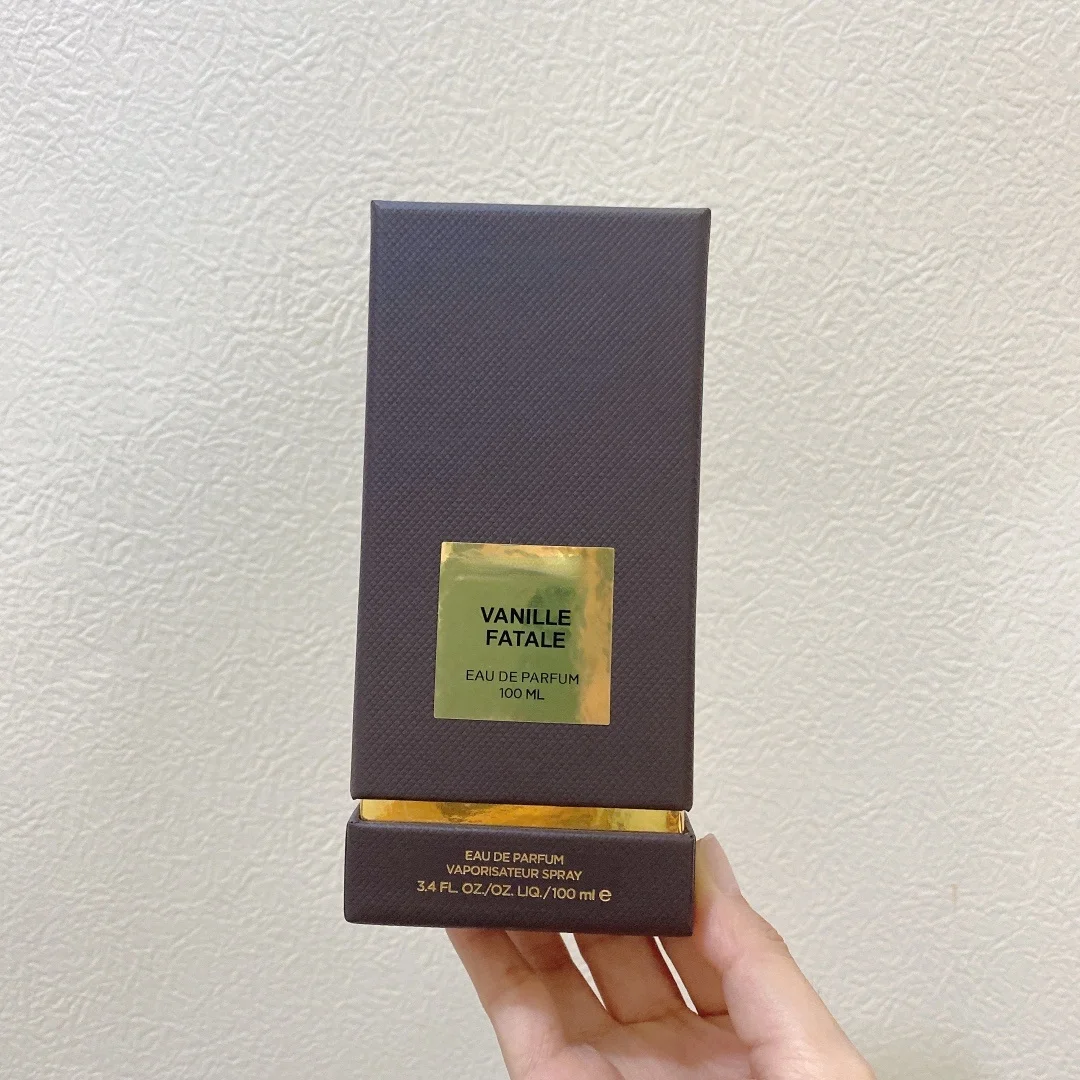 VANILLE
FATALE
EAU DE PARFUM
100 ML
EAU DE PARFUM
VAPORISATEUR SPRAY
3.4 FL. OZ./OZ. LIQ./100 ml ℮